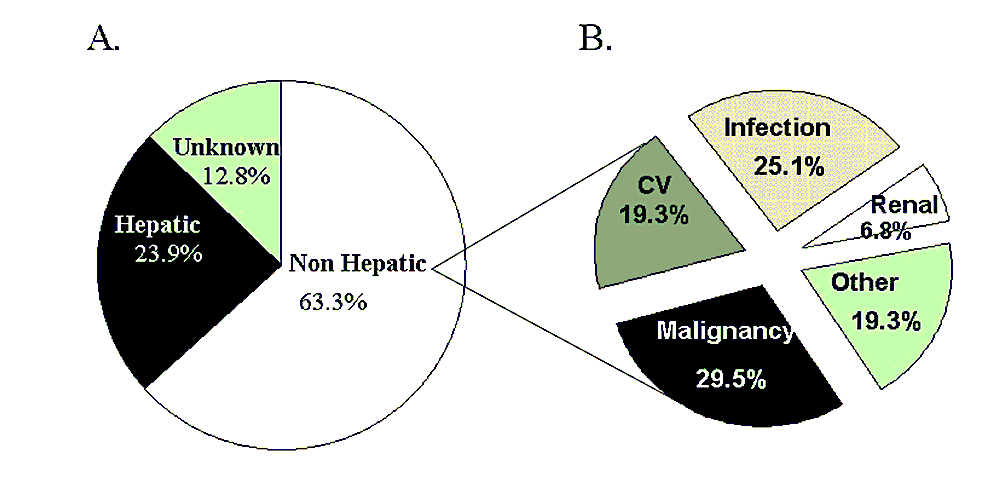 A.
B.
Unknown
12.8%
Hepatic
23.9%
Non Hepatic
63.3%
Infection
25.1%
CV
19.3%
Renal
6.8%
Other
19.3%
Malignancy
29.5%